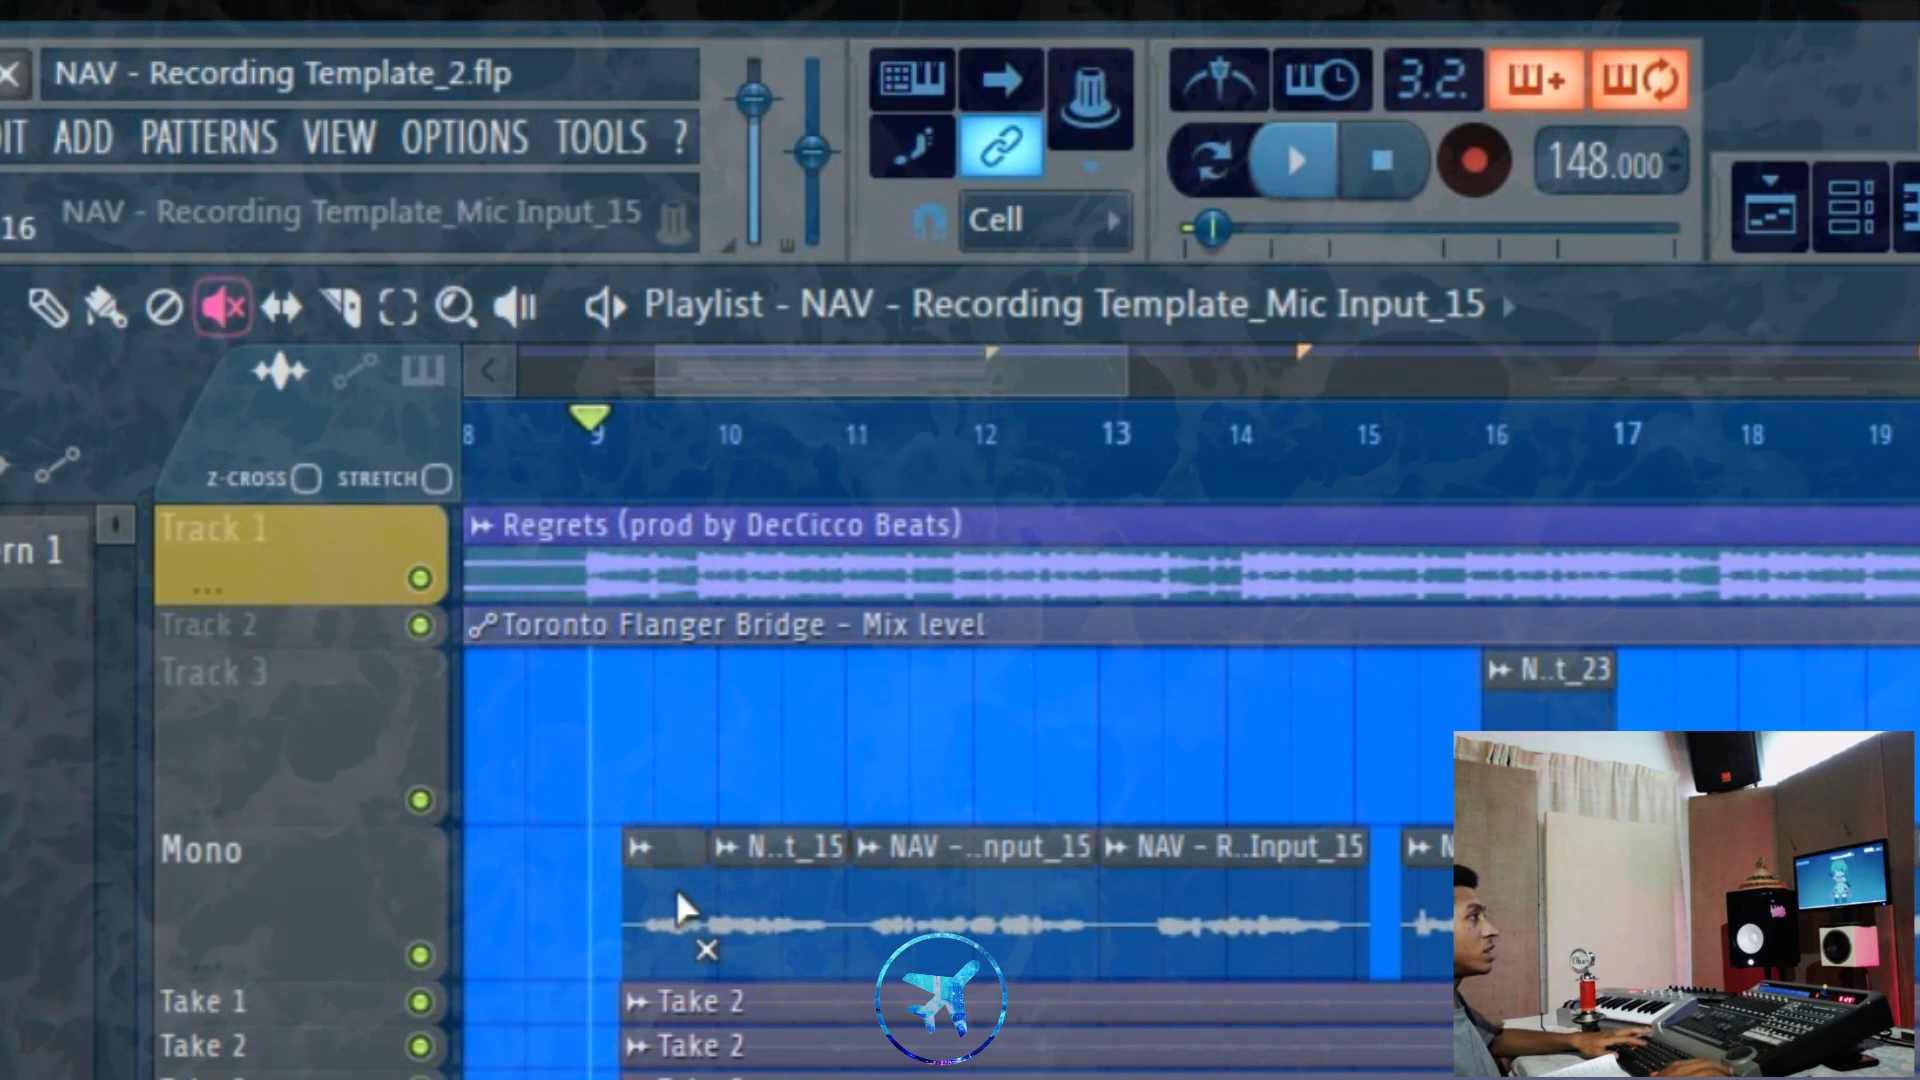 NAV - Recording Template_2.flp
DIT ADD PATTERNS VIEW OPTIONS TOOLS ?
16 NAV - Recording Template_Mic Input_15
3.2.
148.000
Cell
Playlist - NAV - Recording Template_Mic Input_15
8 9 10 11 12 13 14 15 16 17 18 19
Z-CROSS STRETCH
rn 1
Track 1
Regrets (prod by DecCicco Beats)
Track 2
Toronto Flanger Bridge - Mix level
Track 3
N..t_23
Mono
N..t_15 NAV -..nput_15 NAV - R..Input_15 N
Take 1
Take 2
Take 2
Take 2